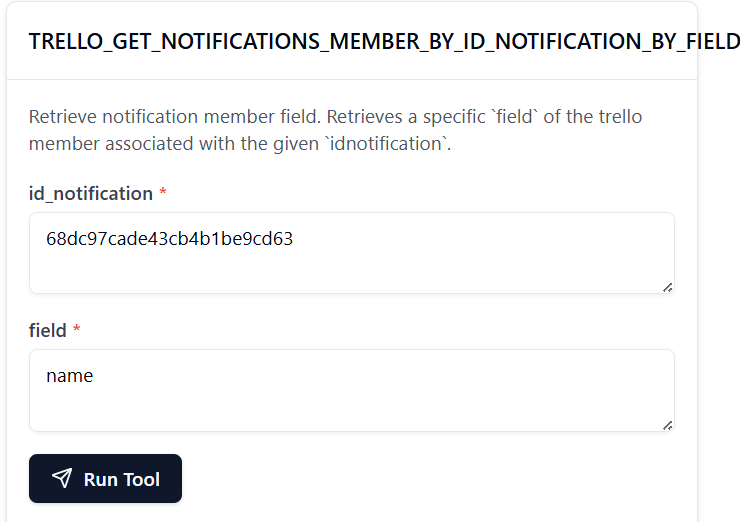 TRELLO_GET_NOTIFICATIONS_MEMBER_BY_ID_NOTIFICATION_BY_FIELD
Retrieve notification member field. Retrieves a specific `field` of the trello
member associated with the given `idnotification`.
id_notification *
68dc97cade43cb4b1be9cd63
field *
name
Run Tool